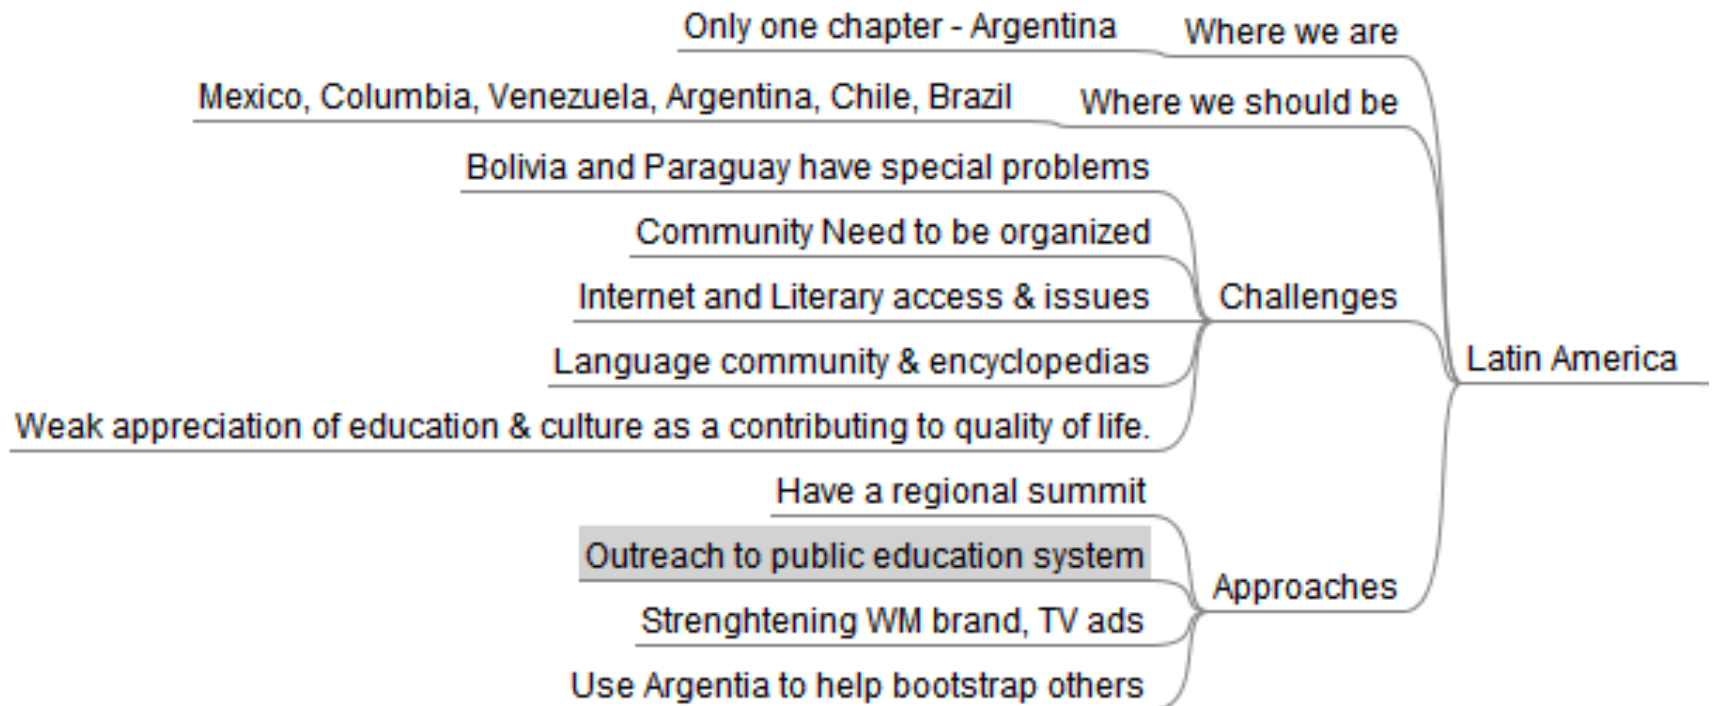 Only one chapter - Argentina
Where we are
Mexico, Columbia, Venezuela, Argentina, Chile, Brazil
Where we should be
Bolivia and Paraguay have special problems
Community Need to be organized
Internet and Literary access & issues
Challenges
Language community & encyclopedias
Latin America
Weak appreciation of education & culture as a contributing to quality of life.
Have a regional summit
Outreach to public education system
Approaches
Strenghtening WM brand, TV ads
Use Argentia to help bootstrap others